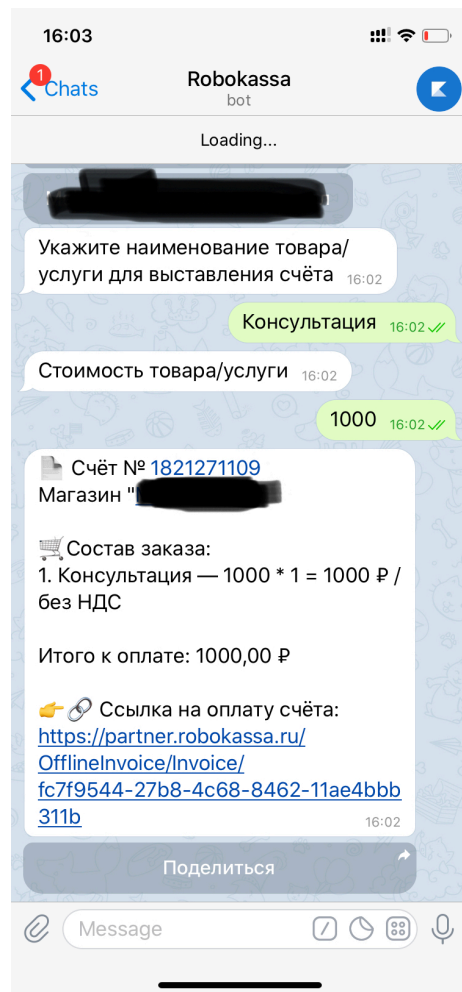 16:03
1
Chats
Robokassa
bot
Loading...
Укажите наименование товара/
услуги для выставления счёта 16:02
Консультация 16:02
Стоимость товара/услуги 16:02
1000 16:02
Счёт № 1821271109
Магазин "
Состав заказа:
1. Консультация — 1000 * 1 = 1000 ₽ /
без НДС
Итого к оплате: 1000,00 ₽
Ссылка на оплату счёта:
https://partner.robokassa.ru/
OfflineInvoice/Invoice/
fc7f9544-27b8-4c68-8462-11ae4bbb
311b
16:02
Поделиться
Message